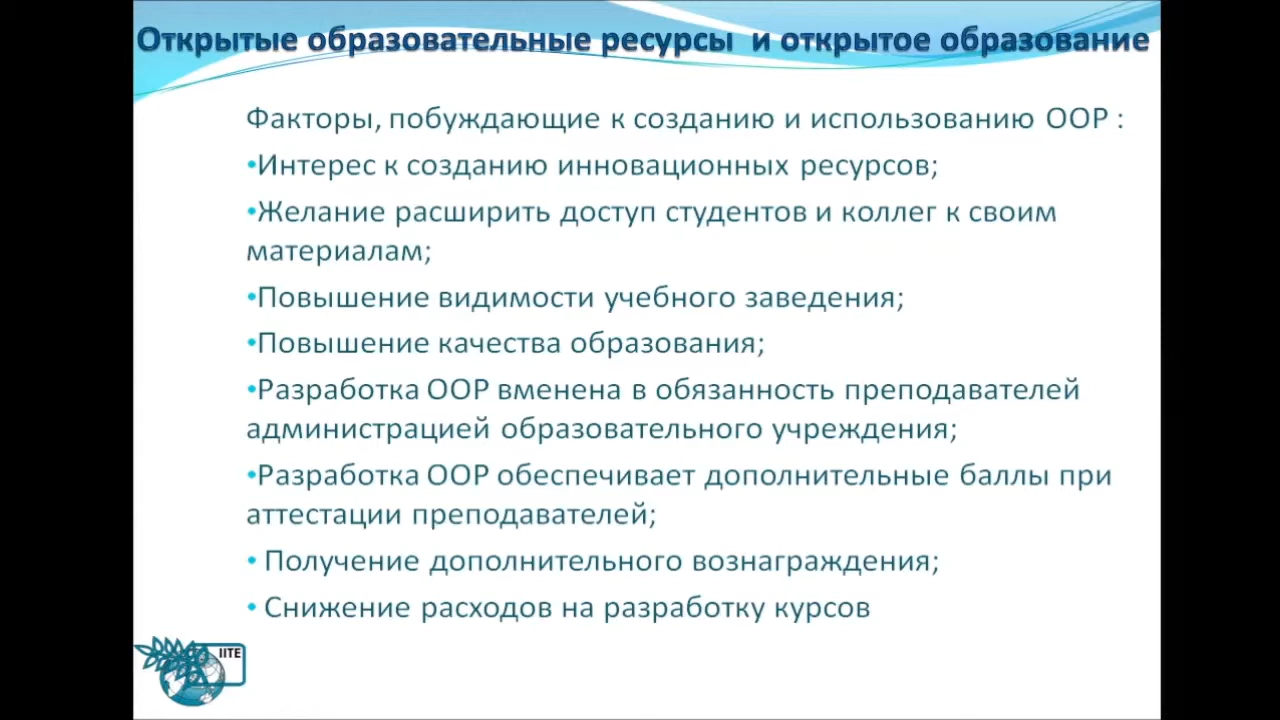 Открытые образовательные ресурсы и открытое образование
Факторы, побуждающие к созданию и использованию ООР :
•Интерес к созданию инновационных ресурсов;
•Желание расширить доступ студентов и коллег к своим
материалам;
•Повышение видимости учебного заведения;
•Повышение качества образования;
•Разработка ООР вменена в обязанность преподавателей
администрацией образовательного учреждения;
•Разработка ООР обеспечивает дополнительные баллы при
аттестации преподавателей;
• Получение дополнительного вознаграждения;
• Снижение расходов на разработку курсов
IITE